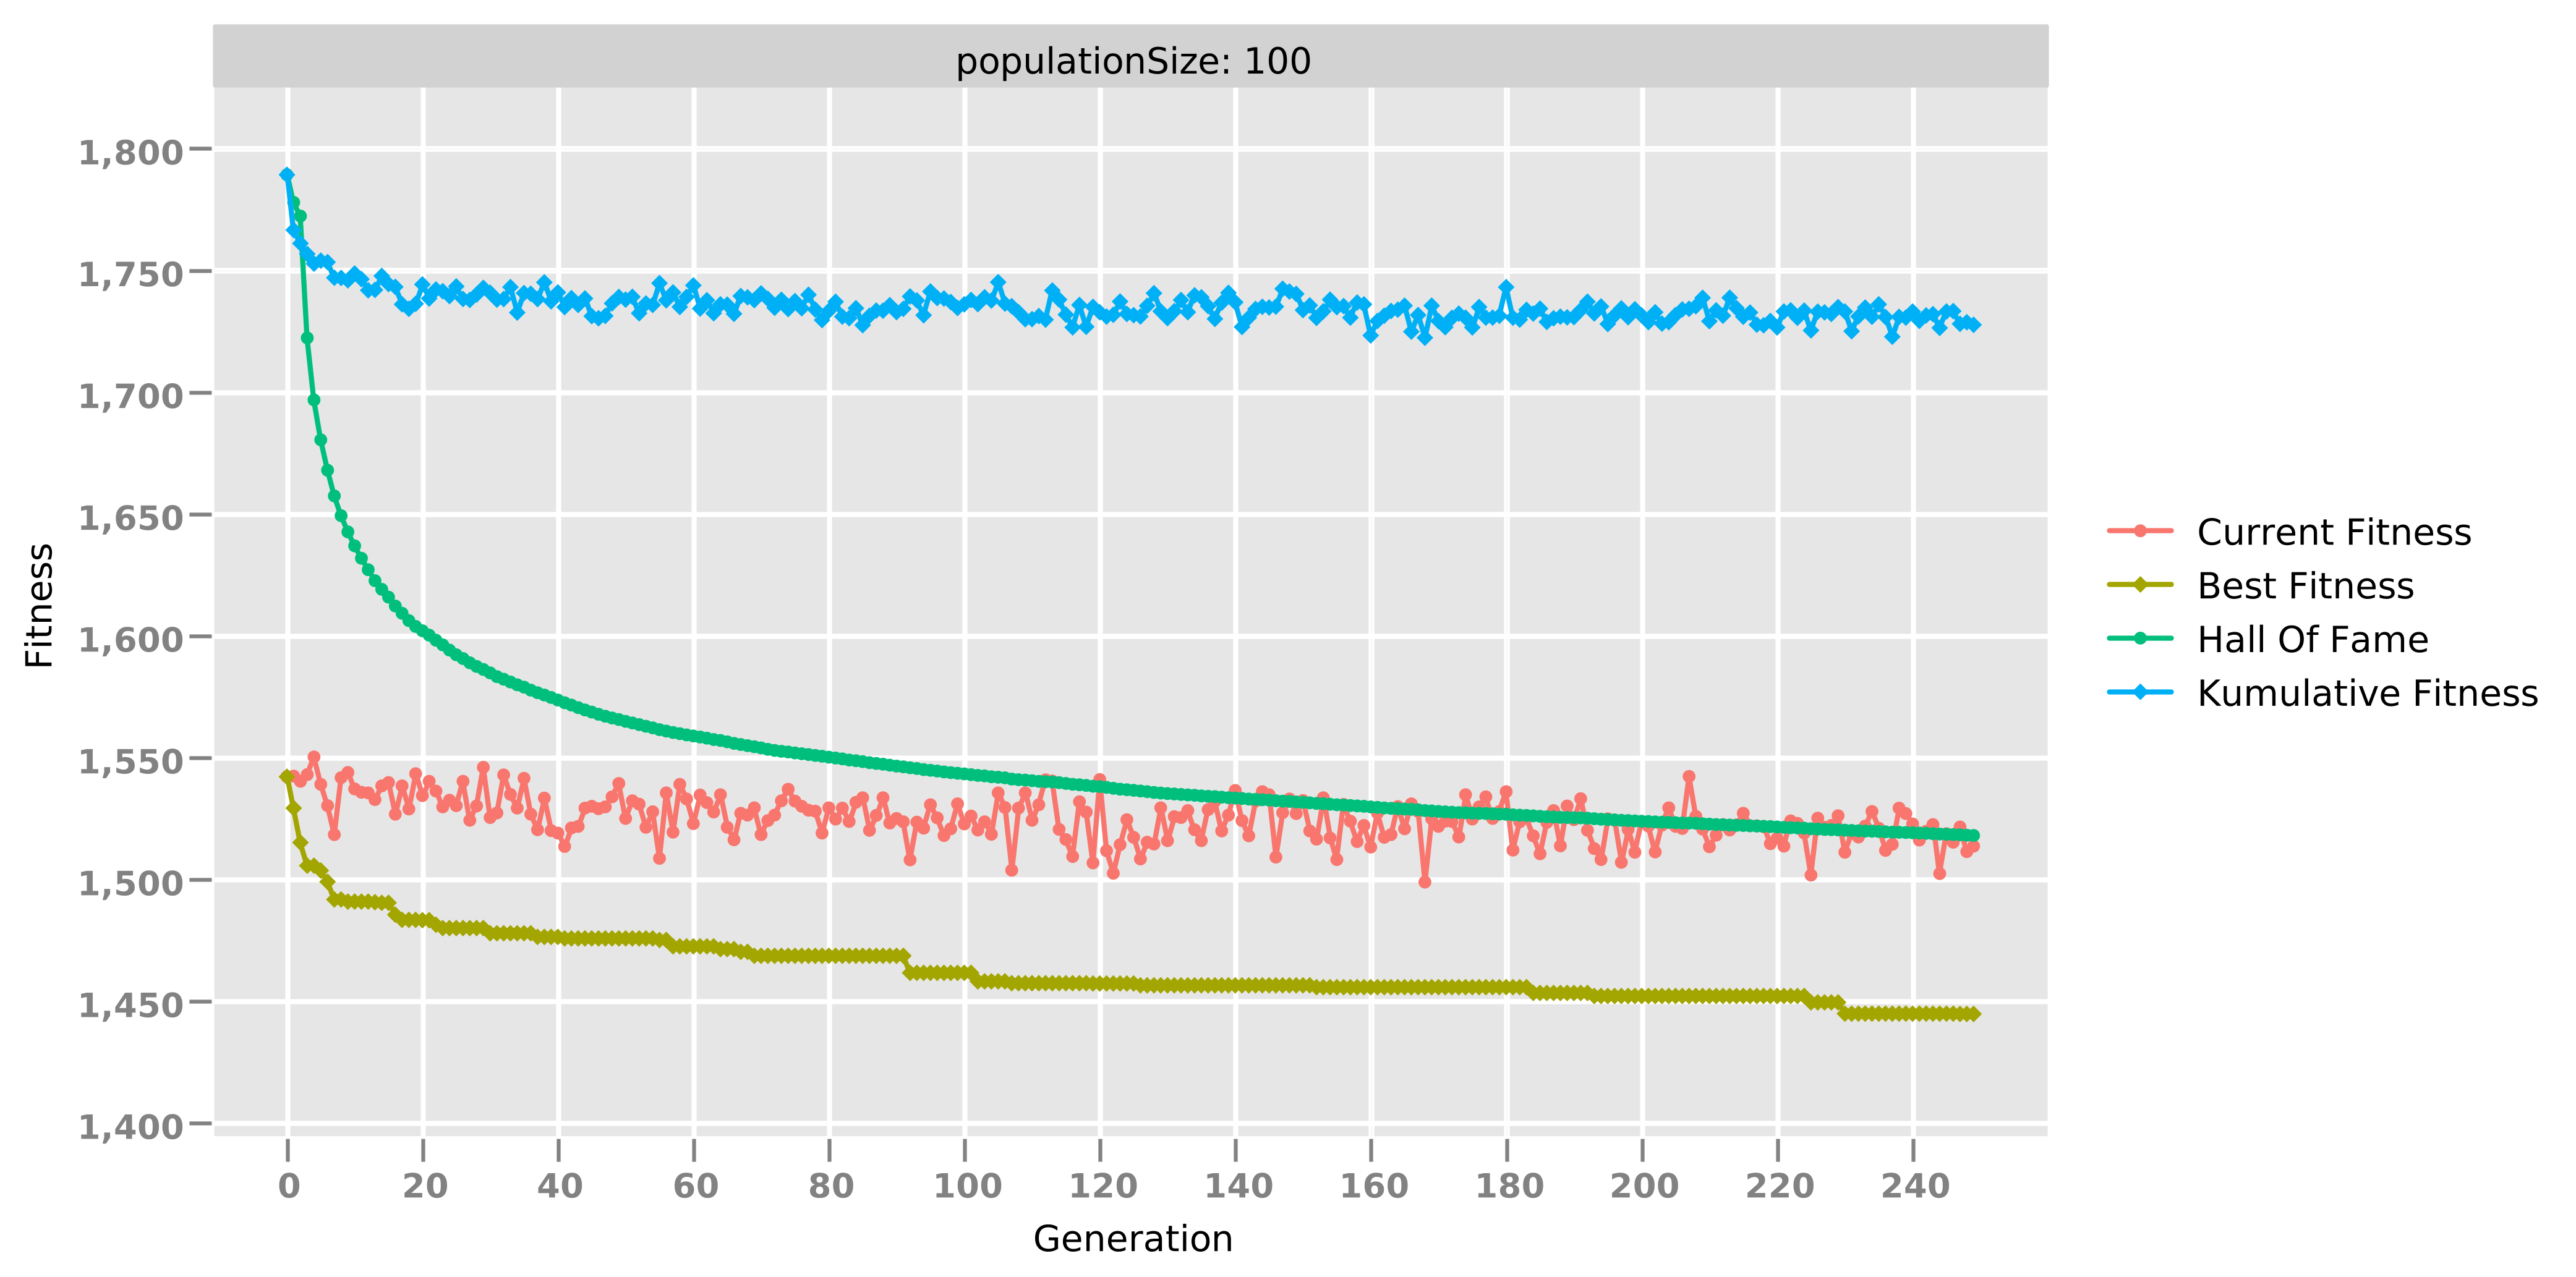 populationSize: 100
1,800
1,750
1,700
1,650
1,600
1,550
1,500
1,450
1,400
Fitness
0 20 40 60 80 100 120 140 160 180 200 220 240
Generation
Current Fitness
Best Fitness
Hall Of Fame
Kumulative Fitness